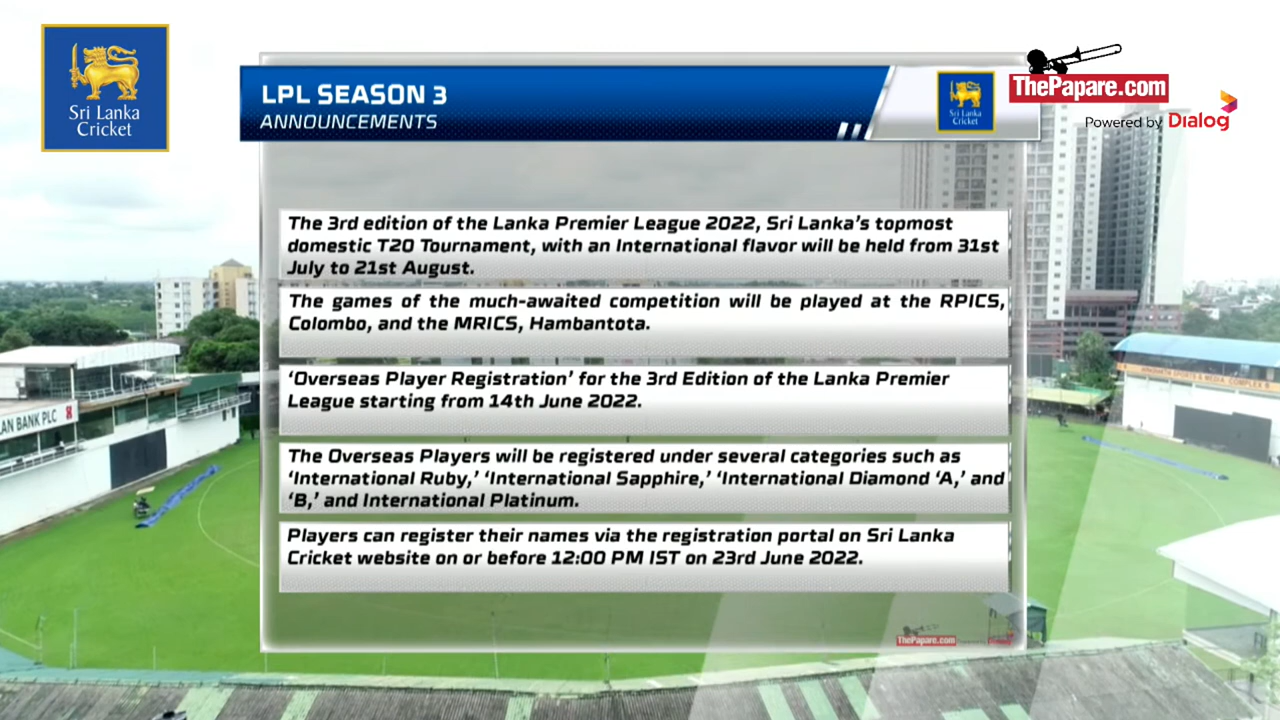 Sri Lanka
Cricket
LPL SEASON 3
ANNOUNCEMENTS
Sri Lanka
Cricket
ThePapare.com
Powered by Dialog
The 3rd edition of the Lanka Premier League 2022, Sri Lanka's topmost
domestic T20 Tournament, with an International flavor will be held from 31st
July to 21st August.
The games of the much-awaited competition will be played at the RPICS,
Colombo, and the MRICS, Hambantota.
'Overseas Player Registration' for the 3rd Edition of the Lanka Premier
League starting from 14th June 2022.
The Overseas Players will be registered under several categories such as
'International Ruby,' 'International Sapphire,' 'International Diamond 'A,' and
'B,' and International Platinum.
Players can register their names via the registration portal on Sri Lanka
Cricket website on or before 12:00 PM IST on 23rd June 2022.
LAN BANK PLC
SPORTS & MEDIA COMPLEX
ThePapare.com